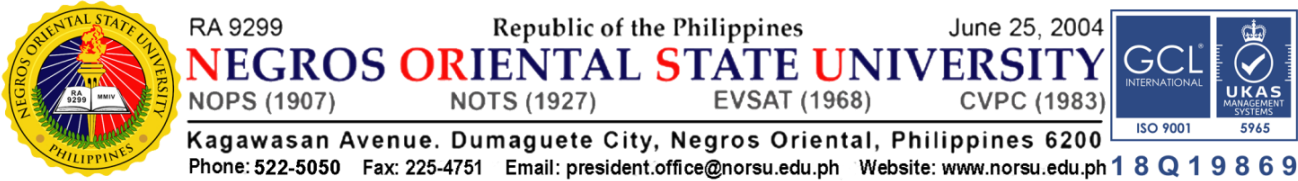 NEGROS ORIENTAL STATE UNIVERSITY
RA 9299 MMIV
PHILIPPINES
RA 9299 Republic of the Philippines June 25, 2004
NEGROS ORIENTAL STATE UNIVERSITY
NOPS (1907) NOTS (1927) EVSAT (1968) CVPC (1983)
Kagawasan Avenue. Dumaguete City, Negros Oriental, Philippines 6200
Phone: 522-5050 Fax: 225-4751 Email: president.office@norsu.edu.ph Website: www.norsu.edu.ph
GCL®
INTERNATIONAL
UKAS
MANAGEMENT
SYSTEMS
ISO 9001 5965
18Q19869